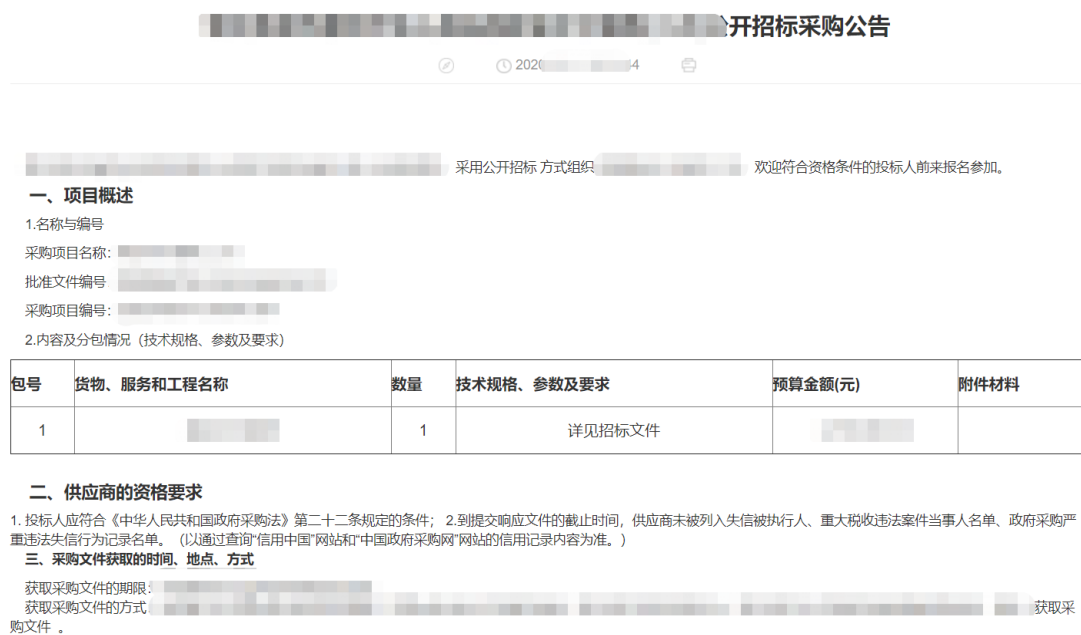 开招标采购公告
2020 4
采用公开招标 方式组织 欢迎符合资格条件的投标人前来报名参加。
一、项目概述
1.名称与编号
采购项目名称：
批准文件编号
采购项目编号：
2.内容及分包情况（技术规格、参数及要求）
包号 货物、服务和工程名称 数量 技术规格、参数及要求 预算金额(元) 附件材料
1 1 详见招标文件
二、供应商的资格要求
1. 投标人应符合《中华人民共和国政府采购法》第二十二条规定的条件； 2.到提交响应文件的截止时间，供应商未被列入失信被执行人、重大税收违法案件当事人名单、政府采购严
重违法失信行为记录名单。（以通过查询“信用中国”网站和“中国政府采购网”网站的信用记录内容为准。）
三、采购文件获取的时间、地点、方式
获取采购文件的期限：
获取采购文件的方式 获取采
购文件 。